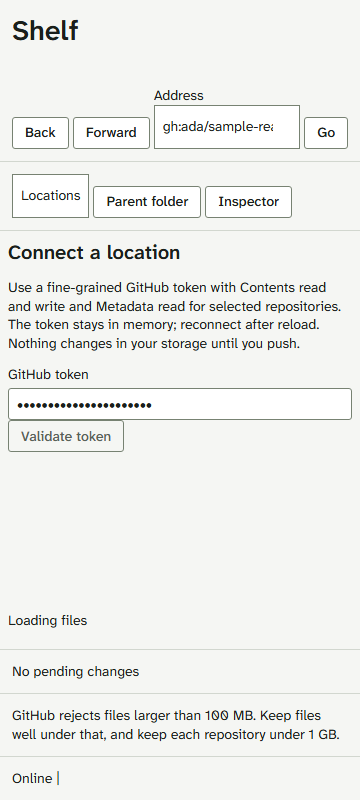 Shelf
Address
Back
Forward
gh:ada/sample-rea
Go
Locations
Parent folder
Inspector
Connect a location
Use a fine-grained GitHub token with Contents read
and write and Metadata read for selected repositories.
The token stays in memory; reconnect after reload.
Nothing changes in your storage until you push.
GitHub token
••••••••••••••••••••••
Validate token
Loading files
No pending changes
GitHub rejects files larger than 100 MB. Keep files
well under that, and keep each repository under 1 GB.
Online